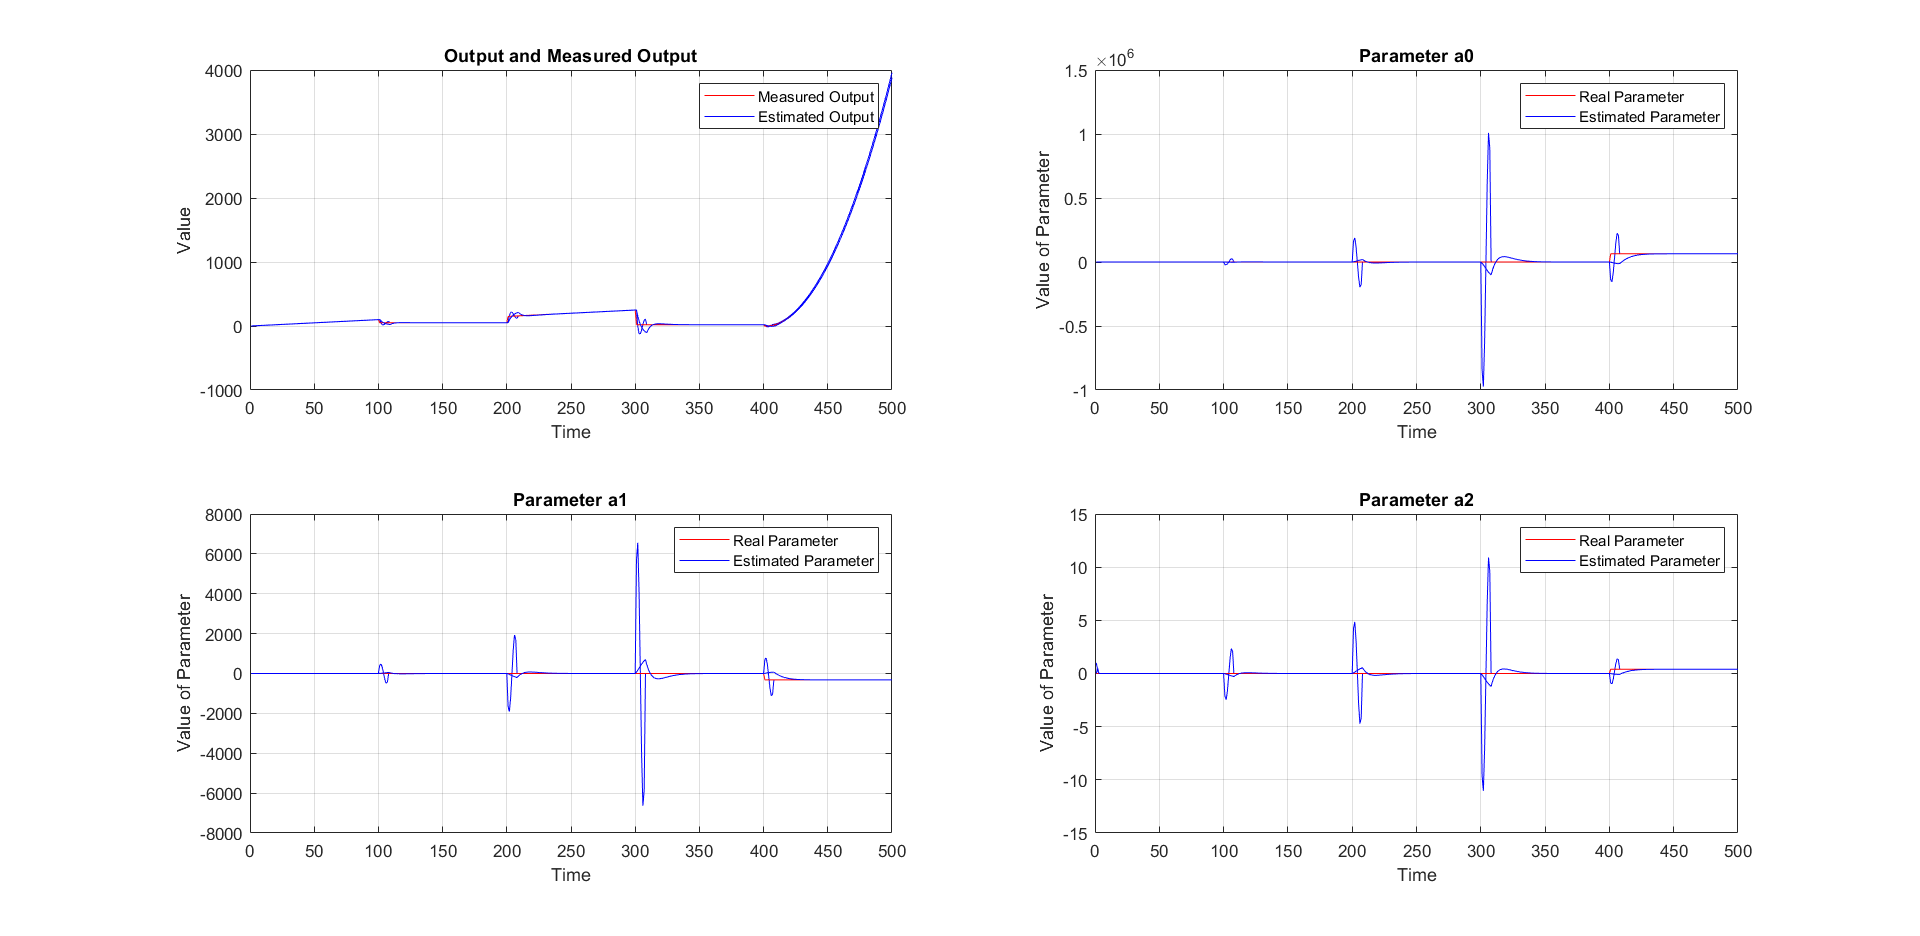 Output and Measured Output
4000
3000
2000
1000
0
-1000
Value
0 50 100 150 200 250 300 350 400 450 500
Time
Measured Output
Estimated Output
Parameter a0
×10^6
1.5
1
0.5
0
-0.5
-1
Value of Parameter
0 50 100 150 200 250 300 350 400 450 500
Time
Real Parameter
Estimated Parameter
Parameter a1
8000
6000
4000
2000
0
-2000
-4000
-6000
-8000
Value of Parameter
0 50 100 150 200 250 300 350 400 450 500
Time
Real Parameter
Estimated Parameter
Parameter a2
15
10
5
0
-5
-10
-15
Value of Parameter
0 50 100 150 200 250 300 350 400 450 500
Time
Real Parameter
Estimated Parameter